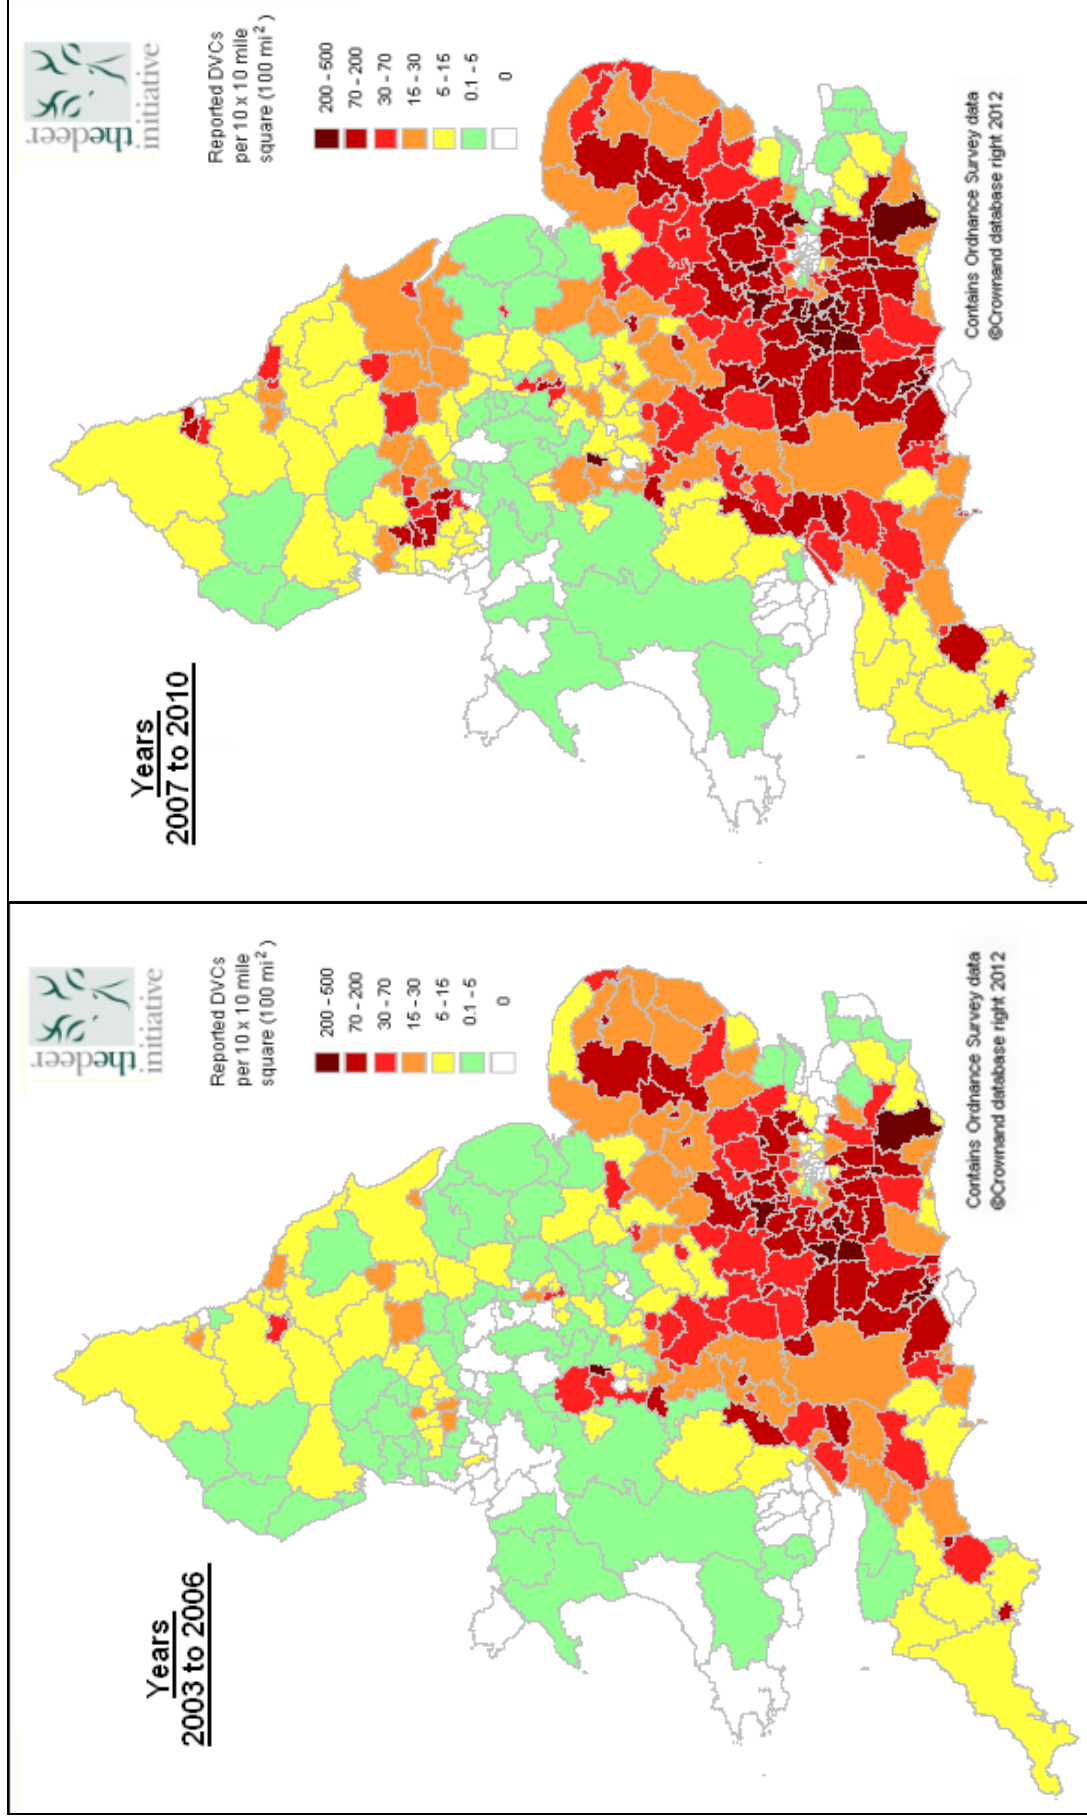 Years
2003 to 2006
thedeer
initiative
Reported DVCs
per 10 x 10 mile
square (100 mi²)
200 - 500
70 - 200
30 - 70
15 - 30
5 - 15
0.1 - 5
0
Contains Ordnance Survey data
©Crownand database right 2012
Years
2007 to 2010
thedeer
initiative
Reported DVCs
per 10 x 10 mile
square (100 mi²)
200 - 500
70 - 200
30 - 70
15 - 30
5 - 15
0.1 - 5
0
Contains Ordnance Survey data
©Crownand database right 2012